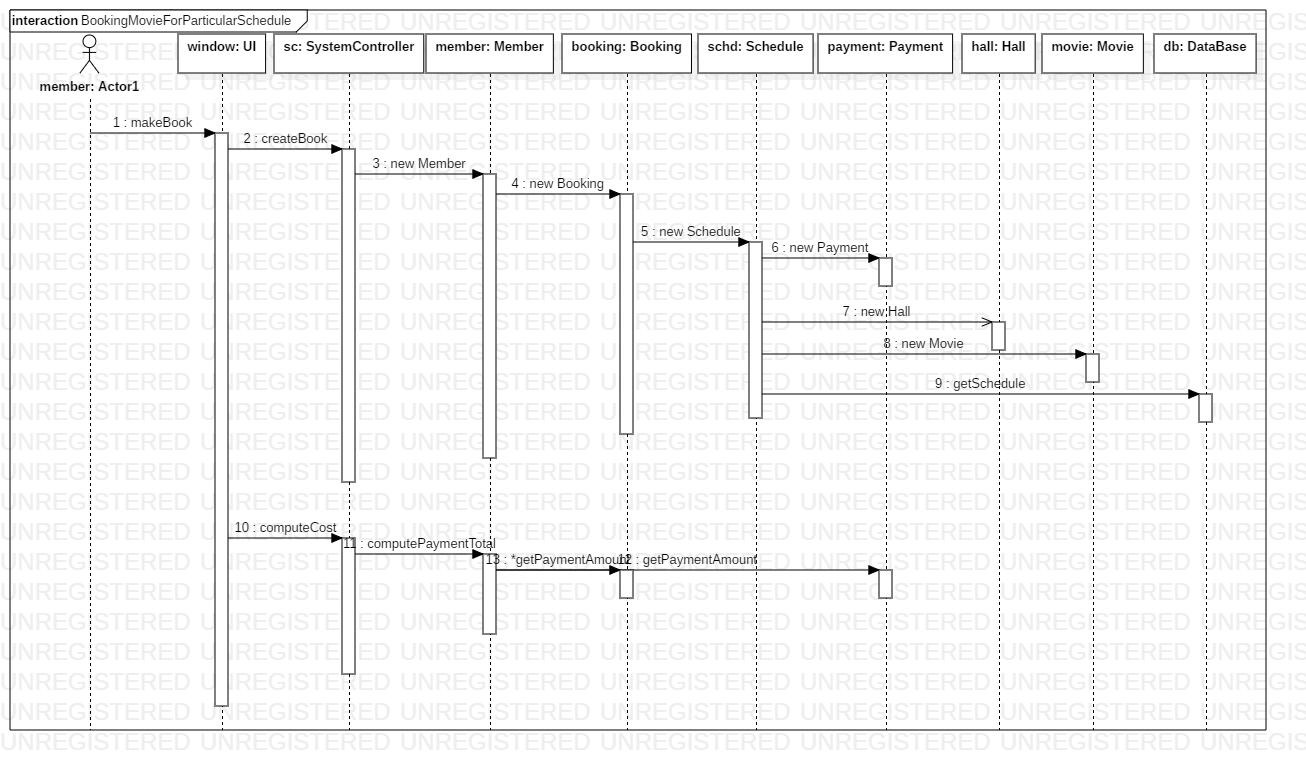 interaction BookingMovieForParticularSchedule
window: UI
sc: SystemController
member: Member
booking: Booking
schd: Schedule
payment: Payment
hall: Hall
movie: Movie
db: DataBase
member: Actor1
1 : makeBook
2 : createBook
3 : new Member
4 : new Booking
5 : new Schedule
6 : new Payment
7 : new Hall
8 : new Movie
9 : getSchedule
10 : computeCost
11 : computePaymentTotal
13 : *getPaymentAmount
12 : getPaymentAmount
UNREGISTERED